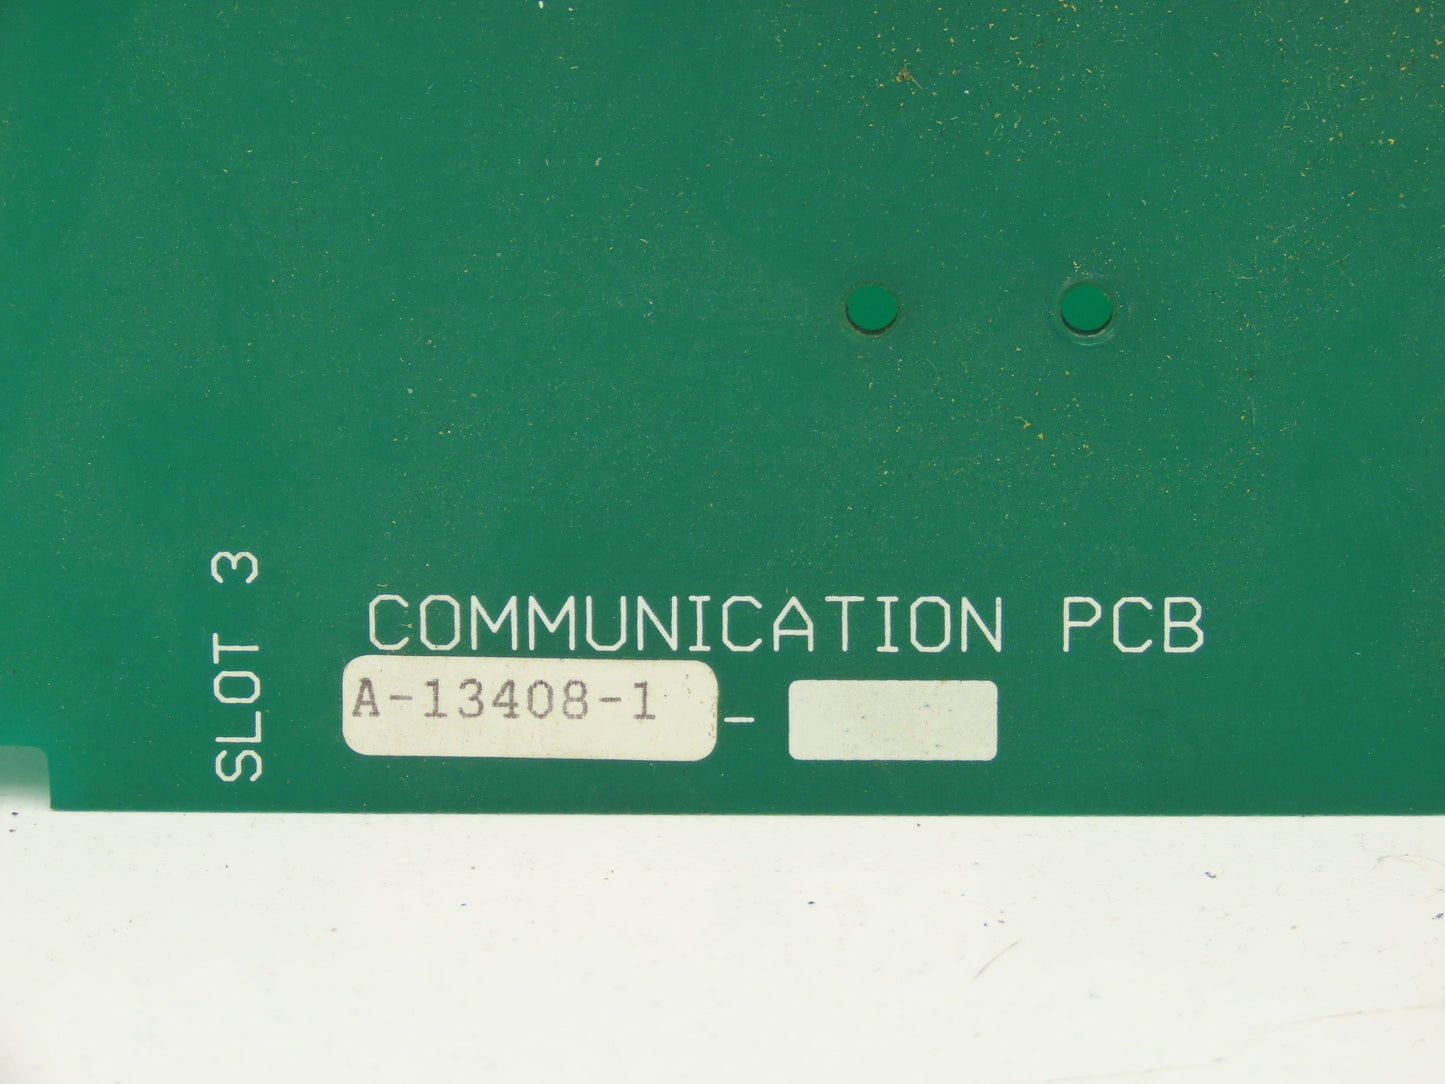 SLOT 3
COMMUNICATION PCB
A-13408-1 -